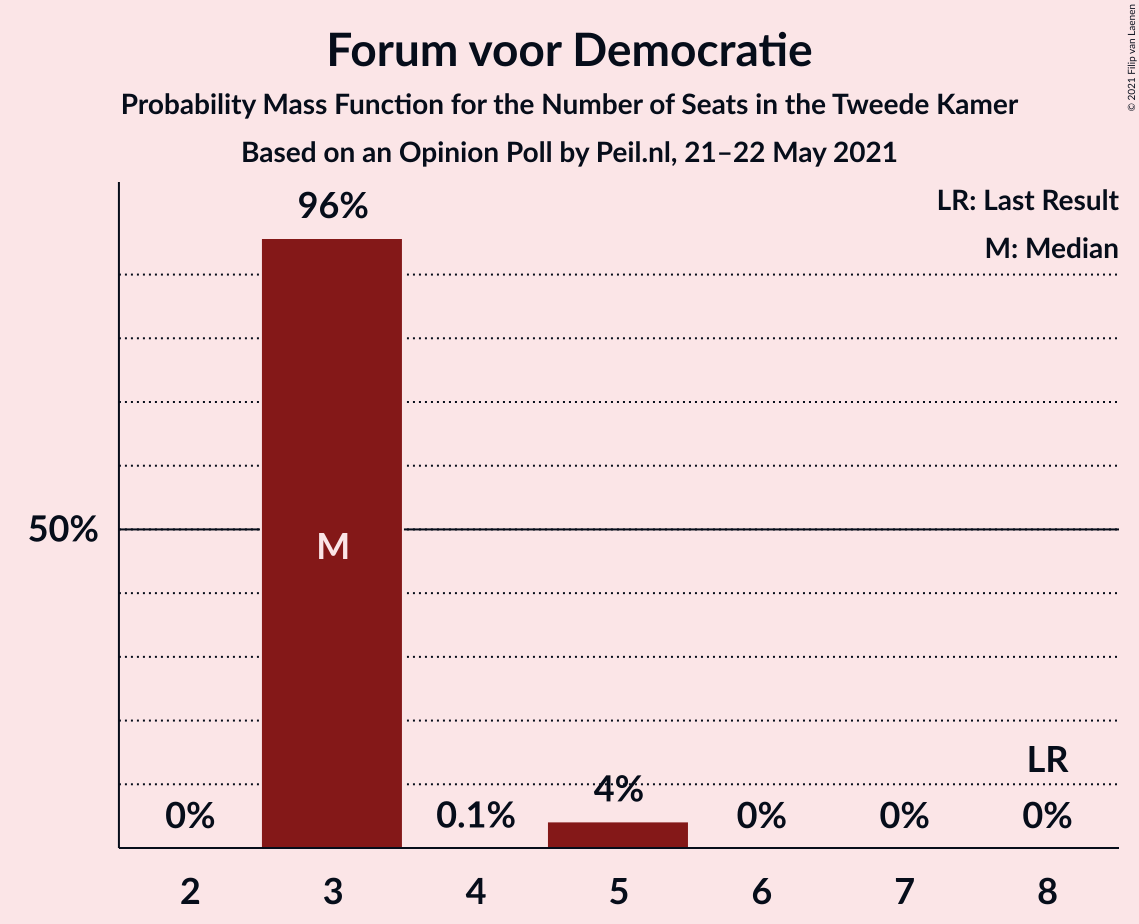 Forum voor Democratie
Probability Mass Function for the Number of Seats in the Tweede Kamer
Based on an Opinion Poll by Peil.nl, 21–22 May 2021
© 2021 Filip van Laenen
LR: Last Result
M: Median
96%
50%
M
LR
0%
0.1%
4%
0%
0%
0%
2
3
4
5
6
7
8